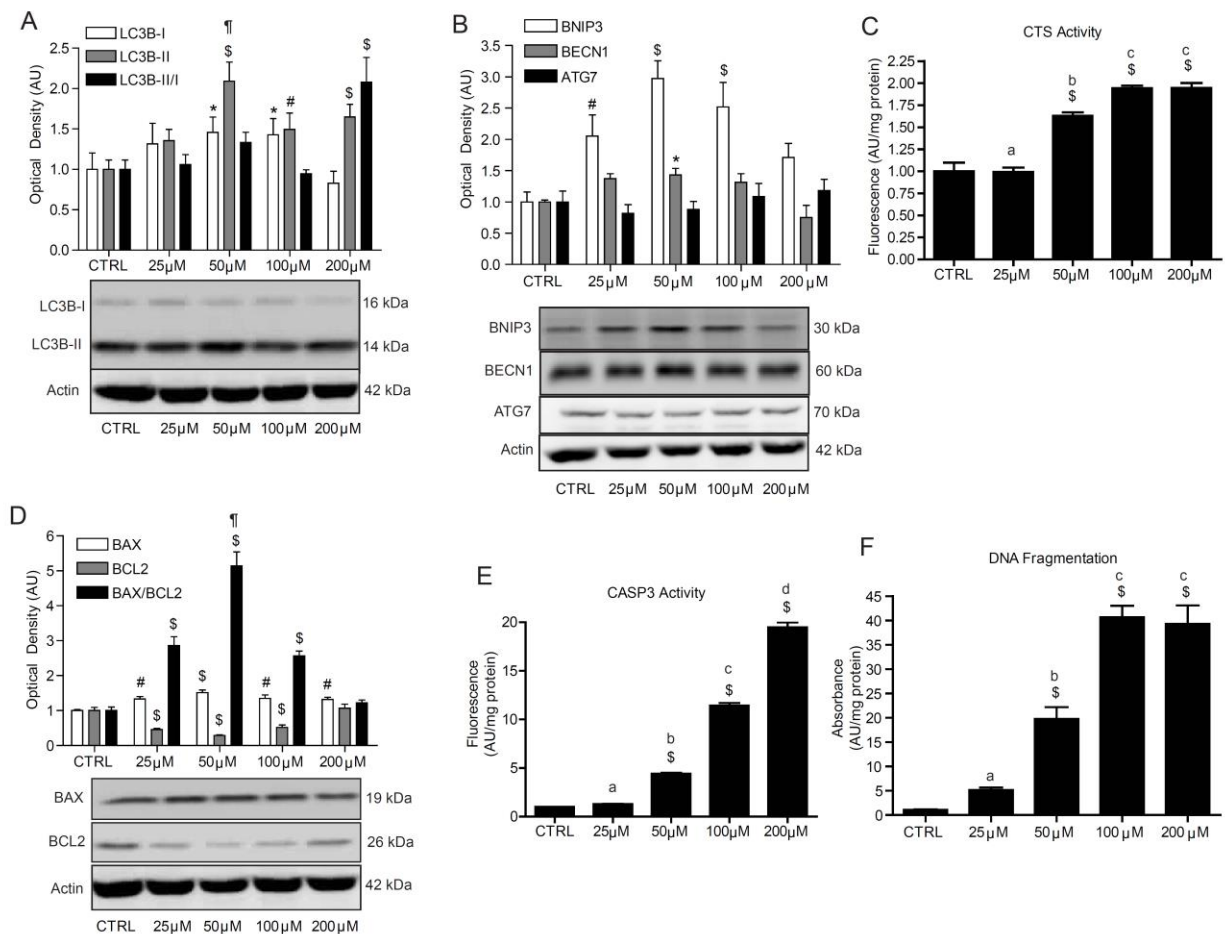 A
LC3B-I
LC3B-II
LC3B-II/I
Optical Density (AU)
2.5
2.0
1.5
1.0
0.5
0.0
¶
$
$
* * #
$
CTRL 25µM 50µM 100µM 200µM
LC3B-I 16 kDa
LC3B-II 14 kDa
Actin 42 kDa
CTRL 25µM 50µM 100µM 200µM
B
BNIP3
BECN1
ATG7
Optical Density (AU)
3.5
3.0
2.5
2.0
1.5
1.0
0.5
0.0
# $ * $
CTRL 25µM 50µM 100µM 200µM
BNIP3 30 kDa
BECN1 60 kDa
ATG7 70 kDa
Actin 42 kDa
CTRL 25µM 50µM 100µM 200µM
C
CTS Activity
Fluorescence (AU/mg protein)
2.25
2.00
1.75
1.50
1.25
1.00
0.75
0.50
0.25
0.00
a
b
$
c
$
c
$
CTRL 25µM 50µM 100µM 200µM
D
BAX
BCL2
BAX/BCL2
Optical Density (AU)
6
5
4
3
2
1
0
¶
$
# $ $ $ $ # $ $ #
CTRL 25µM 50µM 100µM 200µM
BAX 19 kDa
BCL2 26 kDa
Actin 42 kDa
CTRL 25µM 50µM 100µM 200µM
E
CASP3 Activity
Fluorescence
(AU/mg protein)
20
15
10
5
0
a
b
$
c
$
d
$
CTRL 25µM 50µM 100µM 200µM
F
DNA Fragmentation
Absorbance
(AU/mg protein)
45
40
35
30
25
20
15
10
5
0
a
b
$
c
$
c
$
CTRL 25µM 50µM 100µM 200µM